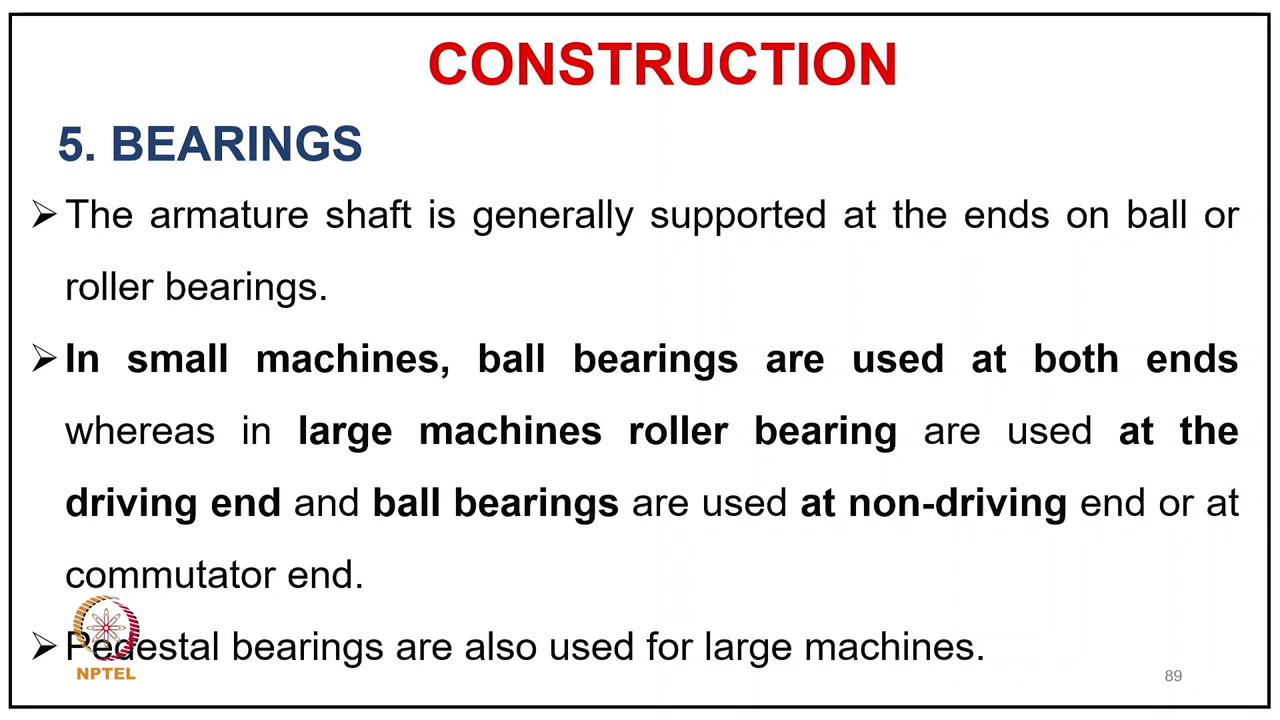 CONSTRUCTION
5. BEARINGS
➢ The armature shaft is generally supported at the ends on ball or
roller bearings.
➢ In small machines, ball bearings are used at both ends
whereas in large machines roller bearing are used at the
driving end and ball bearings are used at non-driving end or at
commutator end.
➢ Pedestal bearings are also used for large machines.
NPTEL
89